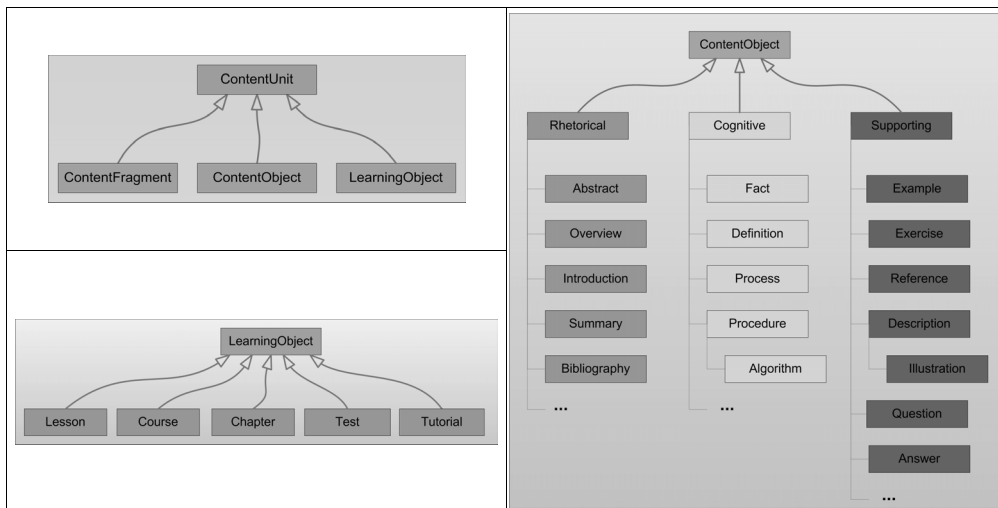 ContentUnit
ContentFragment
ContentObject
LearningObject
LearningObject
Lesson
Course
Chapter
Test
Tutorial
ContentObject
Rhetorical
Cognitive
Supporting
Abstract
Fact
Example
Overview
Definition
Exercise
Introduction
Process
Reference
Summary
Procedure
Description
Bibliography
Algorithm
Illustration
...
...
Question
Answer
...